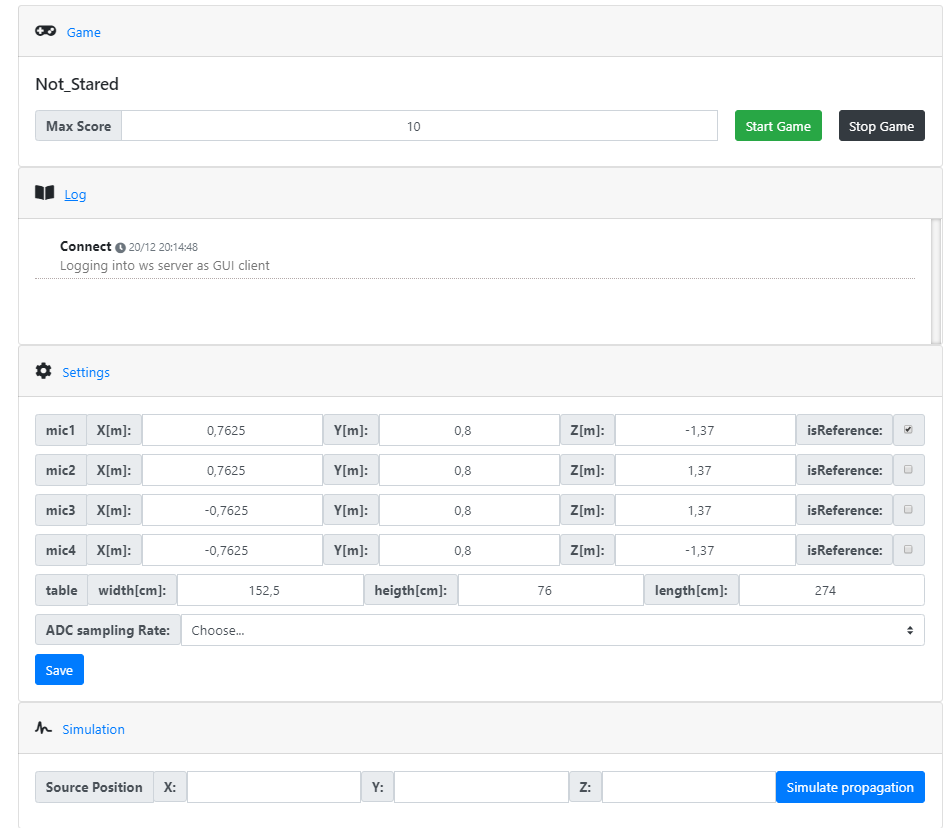 Game
Not_Stared
Max Score 10 Start Game Stop Game
Log
Connect 20/12 20:14:48
Logging into ws server as GUI client
Settings
mic1 X[m]: 0,7625 Y[m]: 0,8 Z[m]: -1,37 isReference:
mic2 X[m]: 0,7625 Y[m]: 0,8 Z[m]: 1,37 isReference:
mic3 X[m]: -0,7625 Y[m]: 0,8 Z[m]: 1,37 isReference:
mic4 X[m]: -0,7625 Y[m]: 0,8 Z[m]: -1,37 isReference:
table width[cm]: 152,5 heigth[cm]: 76 length[cm]: 274
ADC sampling Rate: Choose...
Save
Simulation
Source Position X: Y: Z: Simulate propagation